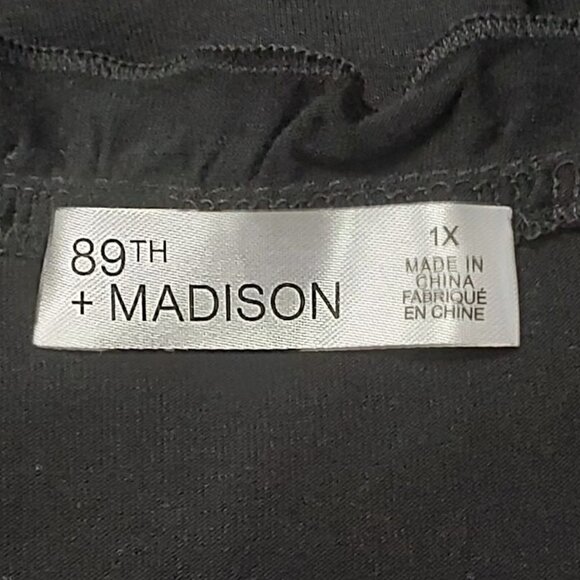 89TH
+ MADISON
1X
MADE IN
CHINA
FABRIQUÉ
EN CHINE